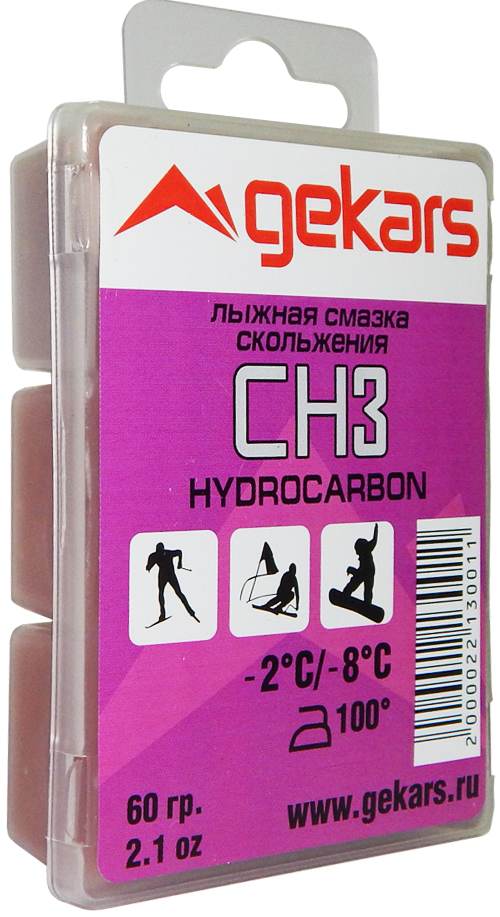 gekars
лыжная смазка
скольжения
CH3
HYDROCARBON
-2°C/-8°C
100°
2000022130011
60 гр.
2.1 oz
www.gekars.ru